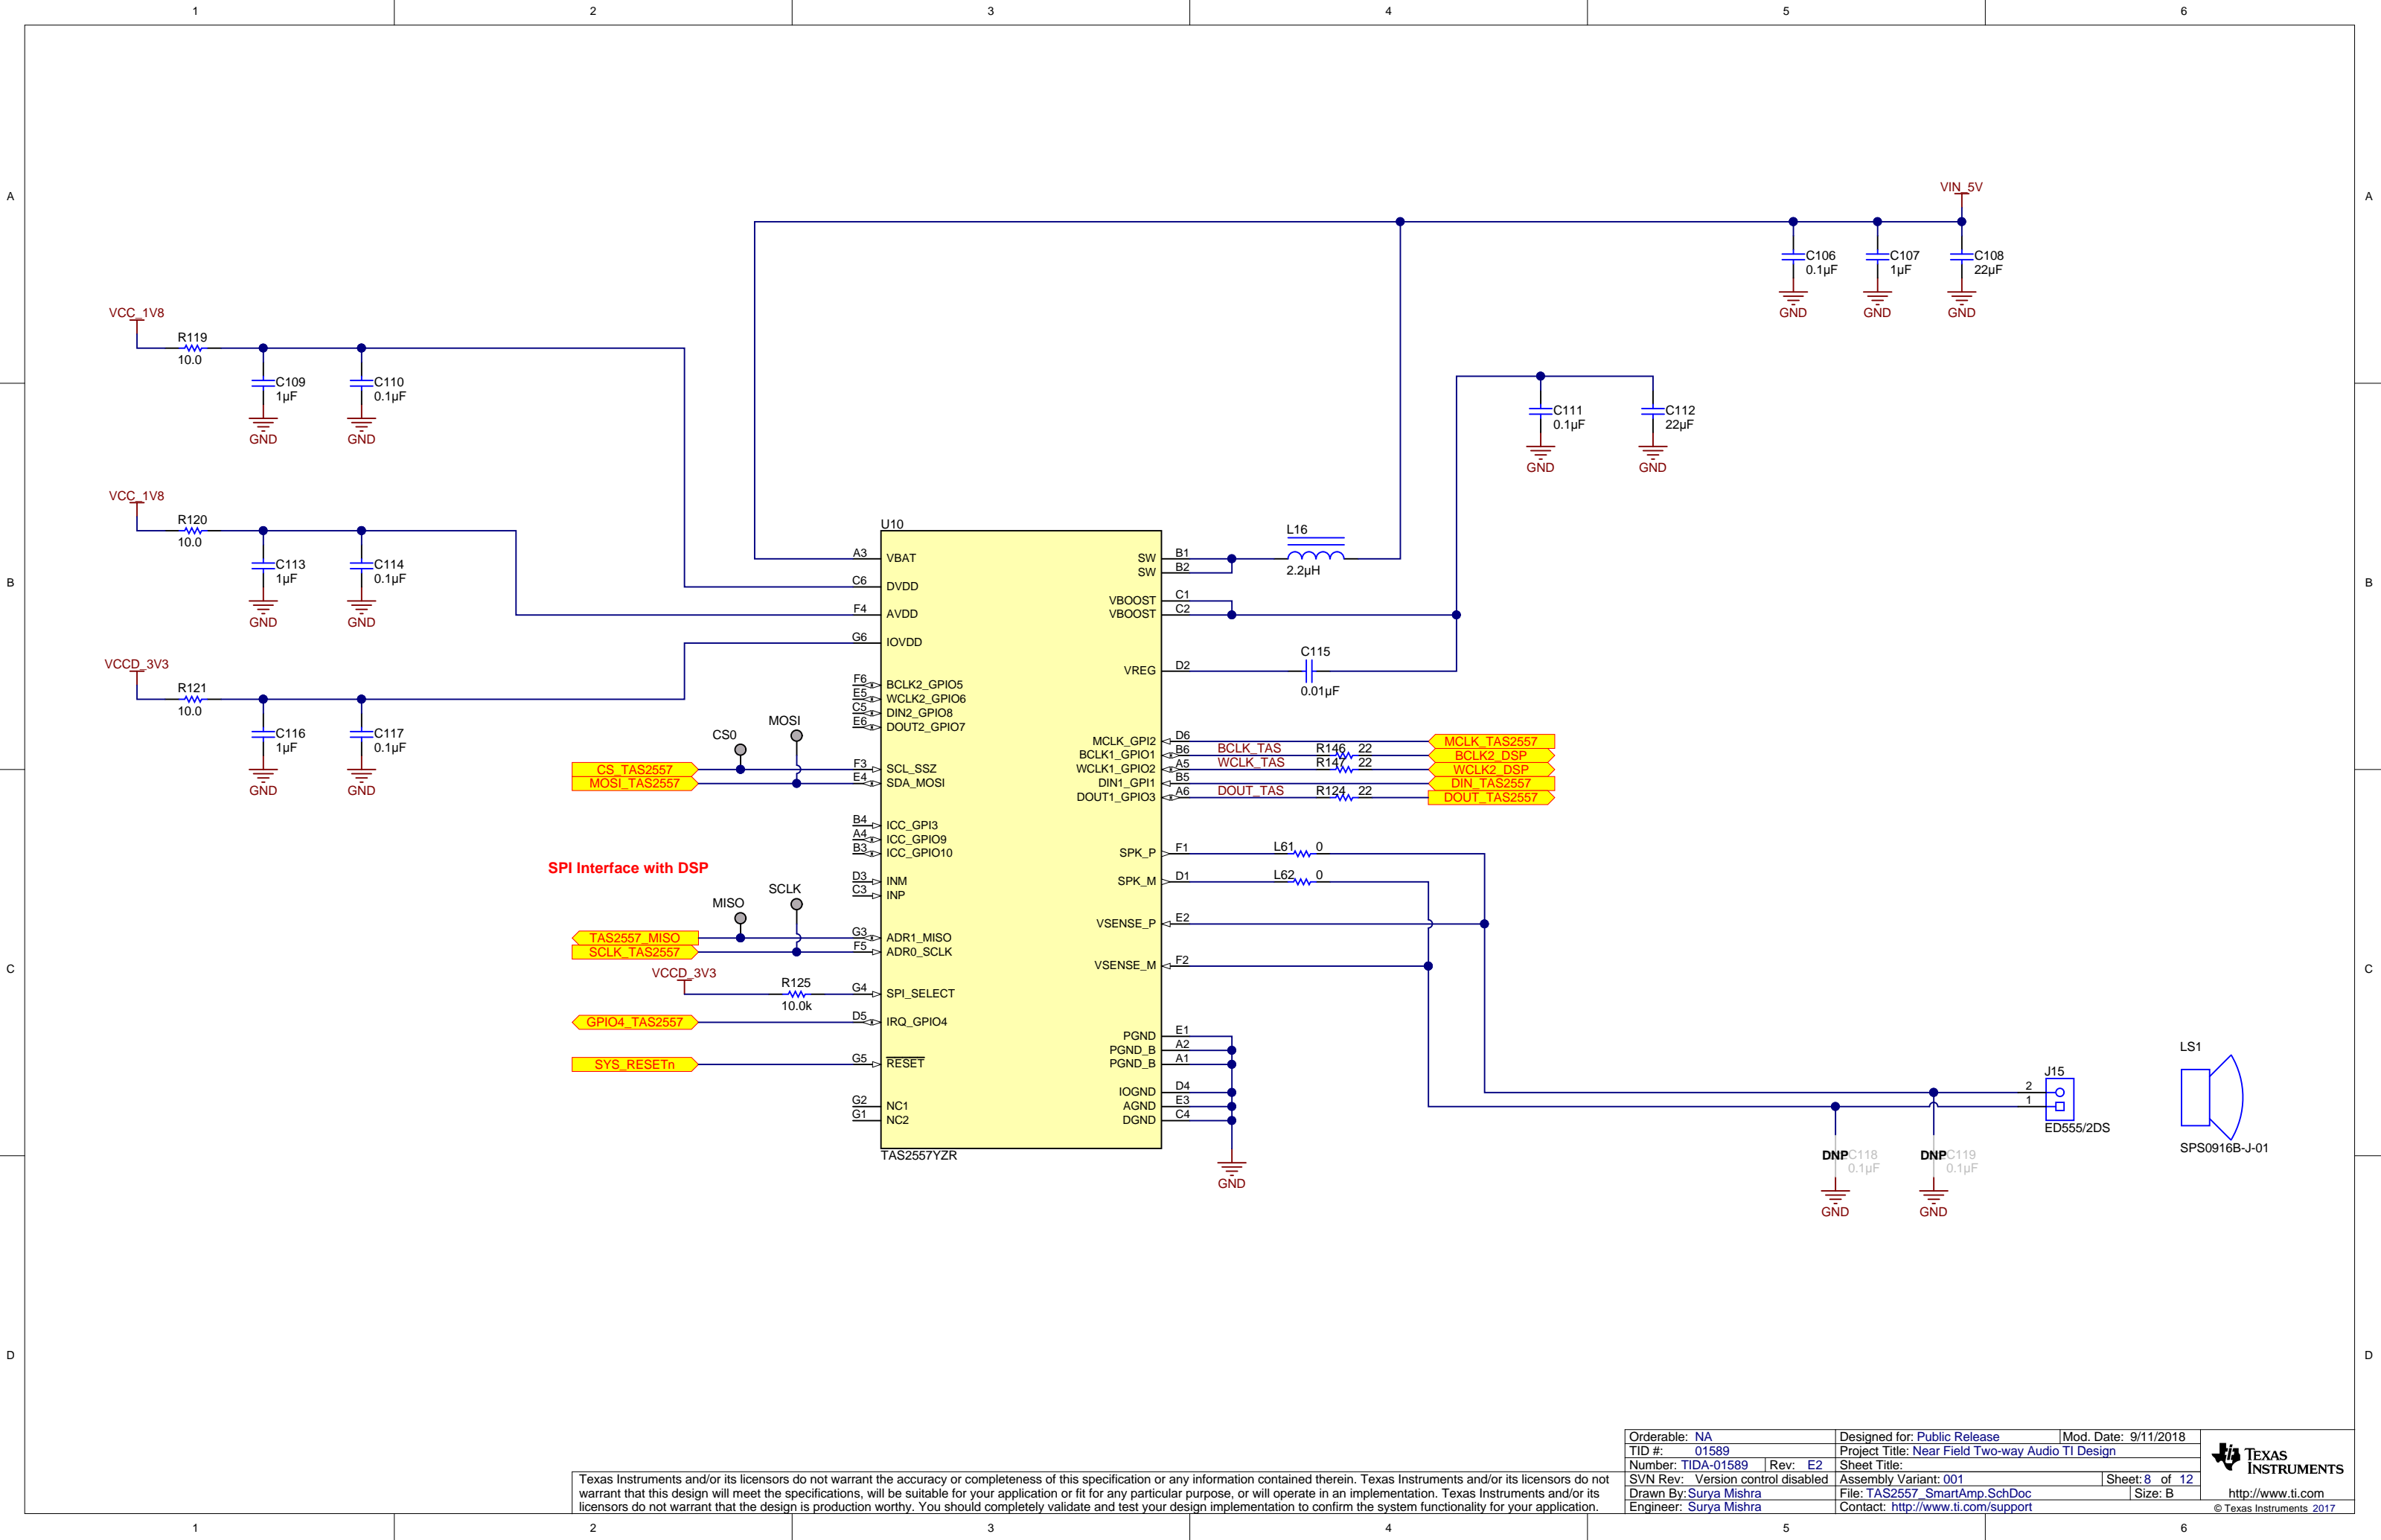 1 2 3 4 5 6
A A
VIN_5V
C106 C107 C108
0.1µF 1µF 22µF
GND GND GND
VCC_1V8
R119
10.0
C109 C110
1µF 0.1µF
GND GND
C111 C112
0.1µF 22µF
GND GND
VCC_1V8
R120
10.0
C113 C114
1µF 0.1µF
GND GND
B B
U10
A3 VBAT
C6 DVDD
F4 AVDD
G6 IOVDD
SW B1
SW B2
L16
2.2µH
VBOOST C1
VBOOST C2
VREG D2
C115
0.01µF
VCCD_3V3
R121
10.0
C116 C117
1µF 0.1µF
GND GND
F6 BCLK2_GPIO5
E5 WCLK2_GPIO6
C5 DIN2_GPIO8
E6 DOUT2_GPIO7
CS0 MOSI
CS_TAS2557 F3 SCL_SSZ
MOSI_TAS2557 E4 SDA_MOSI
MCLK_GPI2 D6 MCLK_TAS2557
BCLK1_GPIO1 B6 BCLK_TAS R146 22 BCLK2_DSP
WCLK1_GPIO2 A5 WCLK_TAS R147 22 WCLK2_DSP
DIN1_GPI1 B5 DIN_TAS2557
DOUT1_GPIO3 A6 DOUT_TAS R124 22 DOUT_TAS2557
B4 ICC_GPI3
A4 ICC_GPIO9
B3 ICC_GPIO10
SPI Interface with DSP
D3 INM
C3 INP
SPK_P F1 L61 0
SPK_M D1 L62 0
VSENSE_P E2
VSENSE_M F2
MISO SCLK
TAS2557_MISO G3 ADR1_MISO
SCLK_TAS2557 F5 ADR0_SCLK
C C
VCCD_3V3
R125
10.0k
G4 SPI_SELECT
GPIO4_TAS2557 D5 IRQ_GPIO4
SYS_RESETn G5 RESET
G2 NC1
G1 NC2
PGND E1
PGND_B A2
PGND_B A1
IOGND D4
AGND E3
DGND C4
TAS2557YZR
GND
J15
2
1
ED555/2DS
LS1
SPS0916B-J-01
DNP C118 DNP C119
0.1µF 0.1µF
GND GND
D D
Texas Instruments and/or its licensors do not warrant the accuracy or completeness of this specification or any information contained therein. Texas Instruments and/or its licensors do not
warrant that this design will meet the specifications, will be suitable for your application or fit for any particular purpose, or will operate in an implementation. Texas Instruments and/or its
licensors do not warrant that the design is production worthy. You should completely validate and test your design implementation to confirm the system functionality for your application.
Orderable: NA Designed for: Public Release Mod. Date: 9/11/2018
TID #: 01589 Project Title: Near Field Two-way Audio TI Design
Number: TIDA-01589 Rev: E2 Sheet Title:
SVN Rev: Version control disabled Assembly Variant: 001 Sheet: 8 of 12
Drawn By: Surya Mishra File: TAS2557_SmartAmp.SchDoc Size: B
Engineer: Surya Mishra Contact: http://www.ti.com/support
TEXAS
INSTRUMENTS
http://www.ti.com
© Texas Instruments 2017
1 2 3 4 5 6